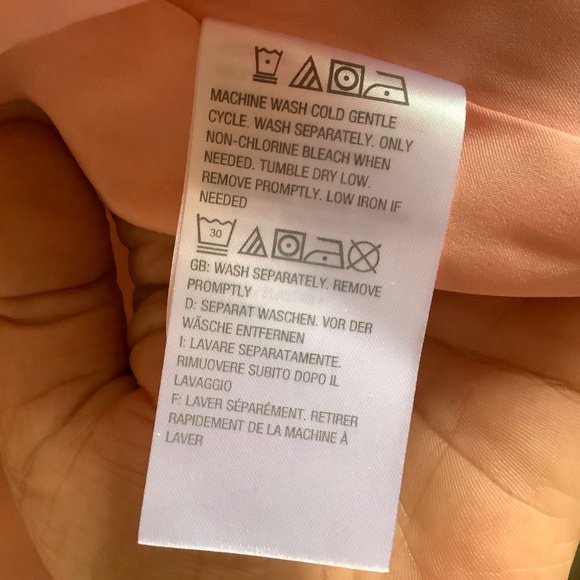 MACHINE WASH COLD GENTLE
CYCLE. WASH SEPARATELY. ONLY
NON-CHLORINE BLEACH WHEN
NEEDED. TUMBLE DRY LOW.
REMOVE PROMPTLY. LOW IRON IF
NEEDED
30
GB: WASH SEPARATELY. REMOVE
PROMPTLY
D: SEPARAT WASCHEN. VOR DER
WÄSCHE ENTFERNEN
I: LAVARE SEPARATAMENTE.
RIMUOVERE SUBITO DOPO IL
LAVAGGIO
F: LAVER SÉPARÉMENT. RETIRER
RAPIDEMENT DE LA MACHINE À
LAVER